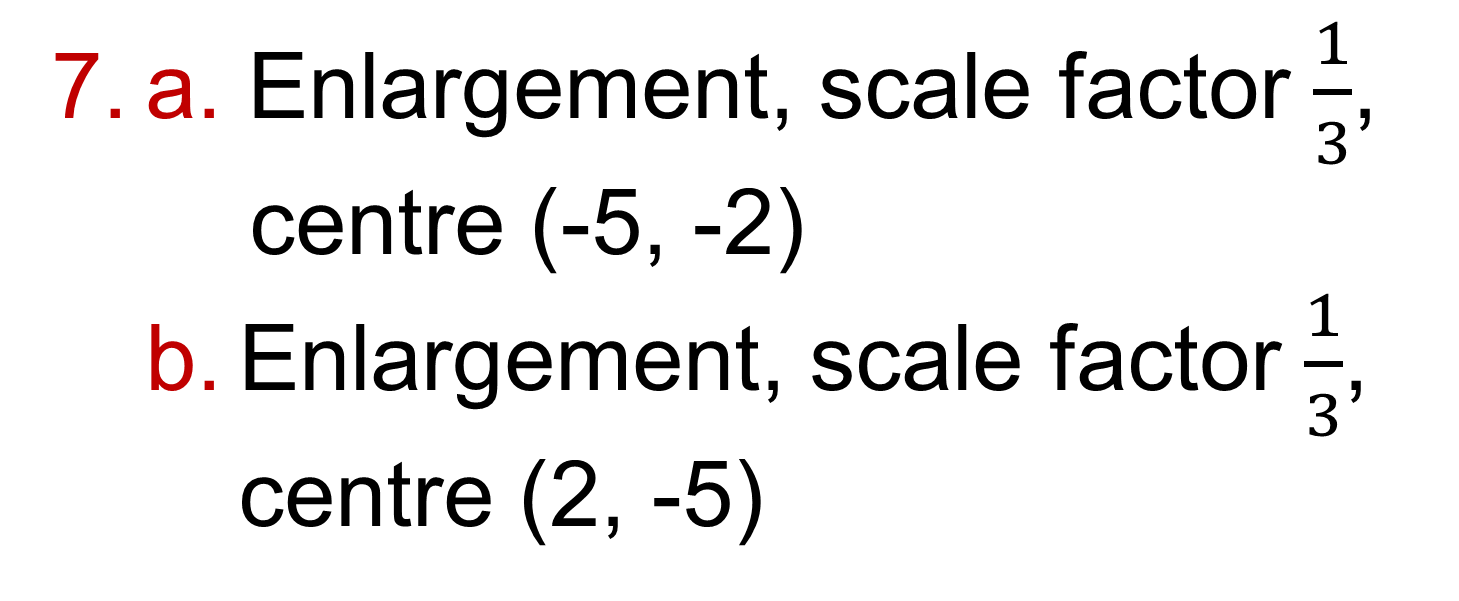 7. a. Enlargement, scale factor 1/3,
centre (-5, -2)
b. Enlargement, scale factor 1/3,
centre (2, -5)